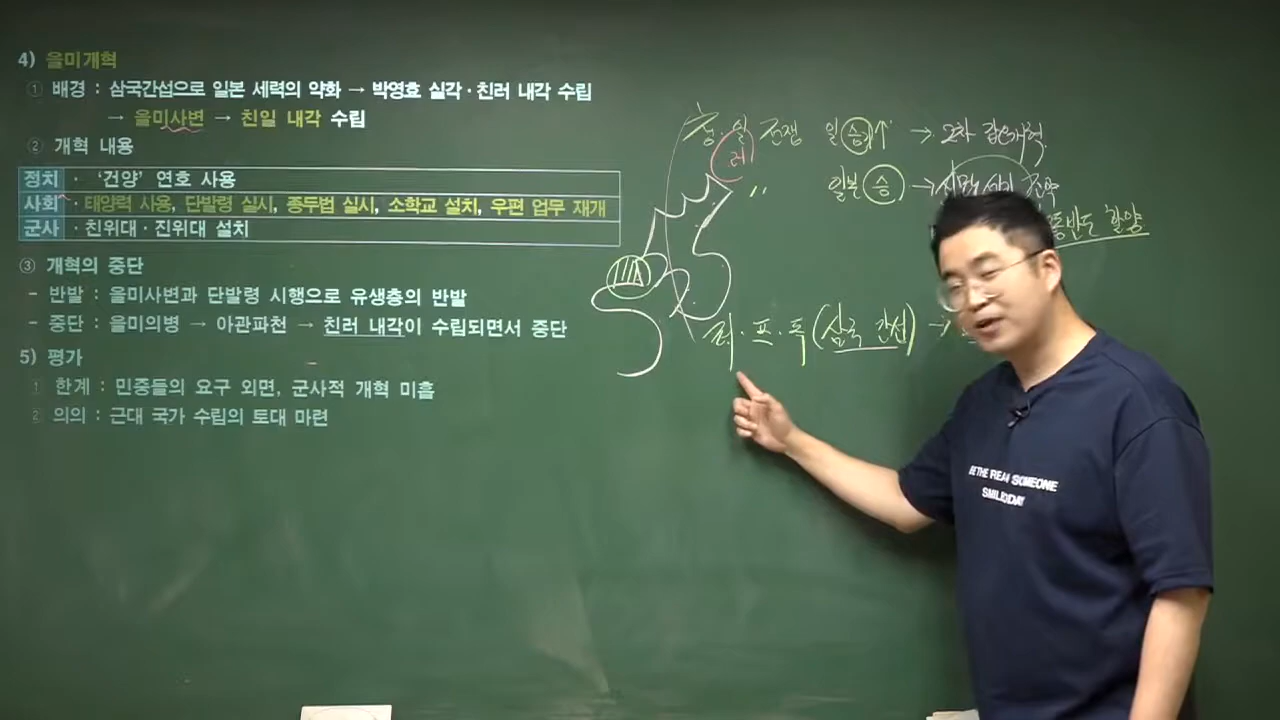 4) 을미개혁
① 배경 : 삼국간섭으로 일본 세력의 약화 → 박영효 실각·친러 내각 수립
→ 을미사변 → 친일 내각 수립
② 개혁 내용
정치 · ‘건양’ 연호 사용
사회 · 태양력 사용, 단발령 실시, 종두법 실시, 소학교 설치, 우편 업무 재개
군사 · 친위대·진위대 설치
③ 개혁의 중단
- 반발 : 을미사변과 단발령 시행으로 유생층의 반발
- 중단 : 을미의병 → 아관파천 → 친러 내각이 수립되면서 중단
5) 평가
① 한계 : 민중들의 요구 외면, 군사적 개혁 미흡
② 의의 : 근대 국가 수립의 토대 마련
청·일 전쟁 일 승 ↑ → 2차 갑오개혁
러
〃 일본 승 →
반도 할양
러·프·독 (삼국 간섭) →
BE THE REA SOMEONE